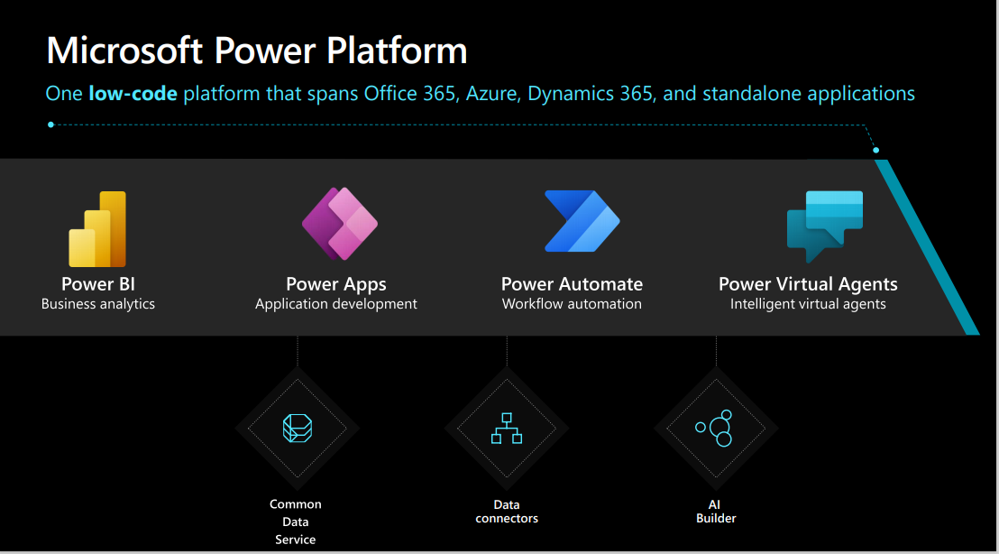 Microsoft Power Platform
One low-code platform that spans Office 365, Azure, Dynamics 365, and standalone applications
Power BI
Business analytics
Power Apps
Application development
Power Automate
Workflow automation
Power Virtual Agents
Intelligent virtual agents
Common
Data
Service
Data
connectors
AI
Builder